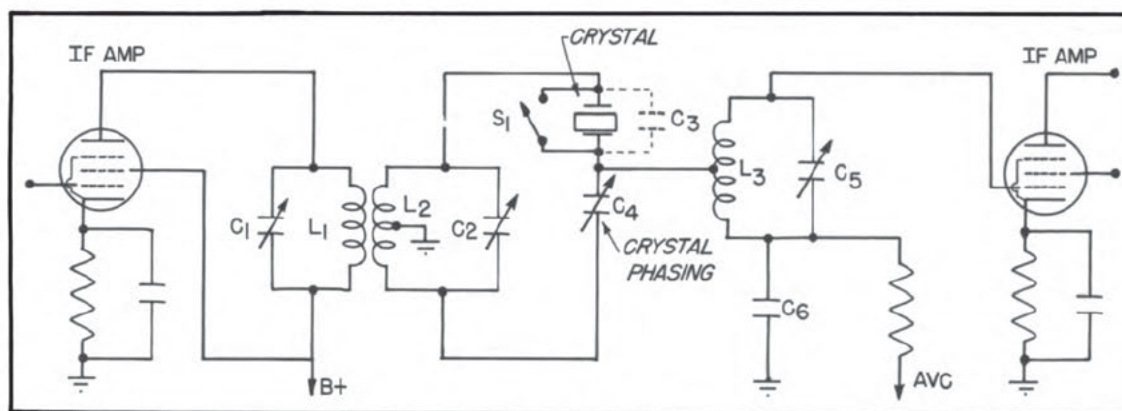 IF AMP
CRYSTAL
IF AMP
S1
C3
L3
C5
C1
L1
L2
C2
C4
CRYSTAL
PHASING
C6
B+
AVC